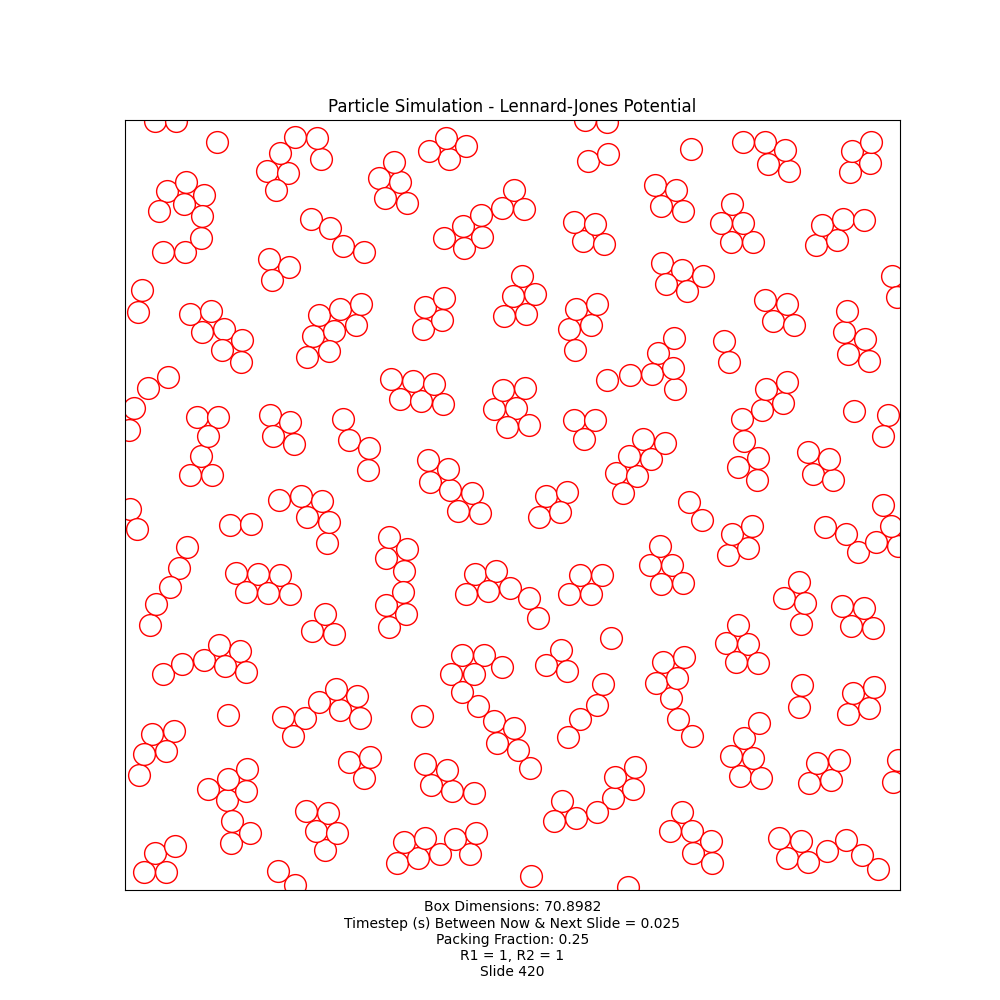 Particle Simulation - Lennard-Jones Potential
Box Dimensions: 70.8982
Timestep (s) Between Now & Next Slide = 0.025
Packing Fraction: 0.25
R1 = 1, R2 = 1
Slide 420